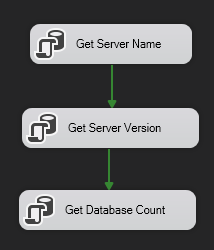 Get Server Name
Get Server Version
Get Database Count